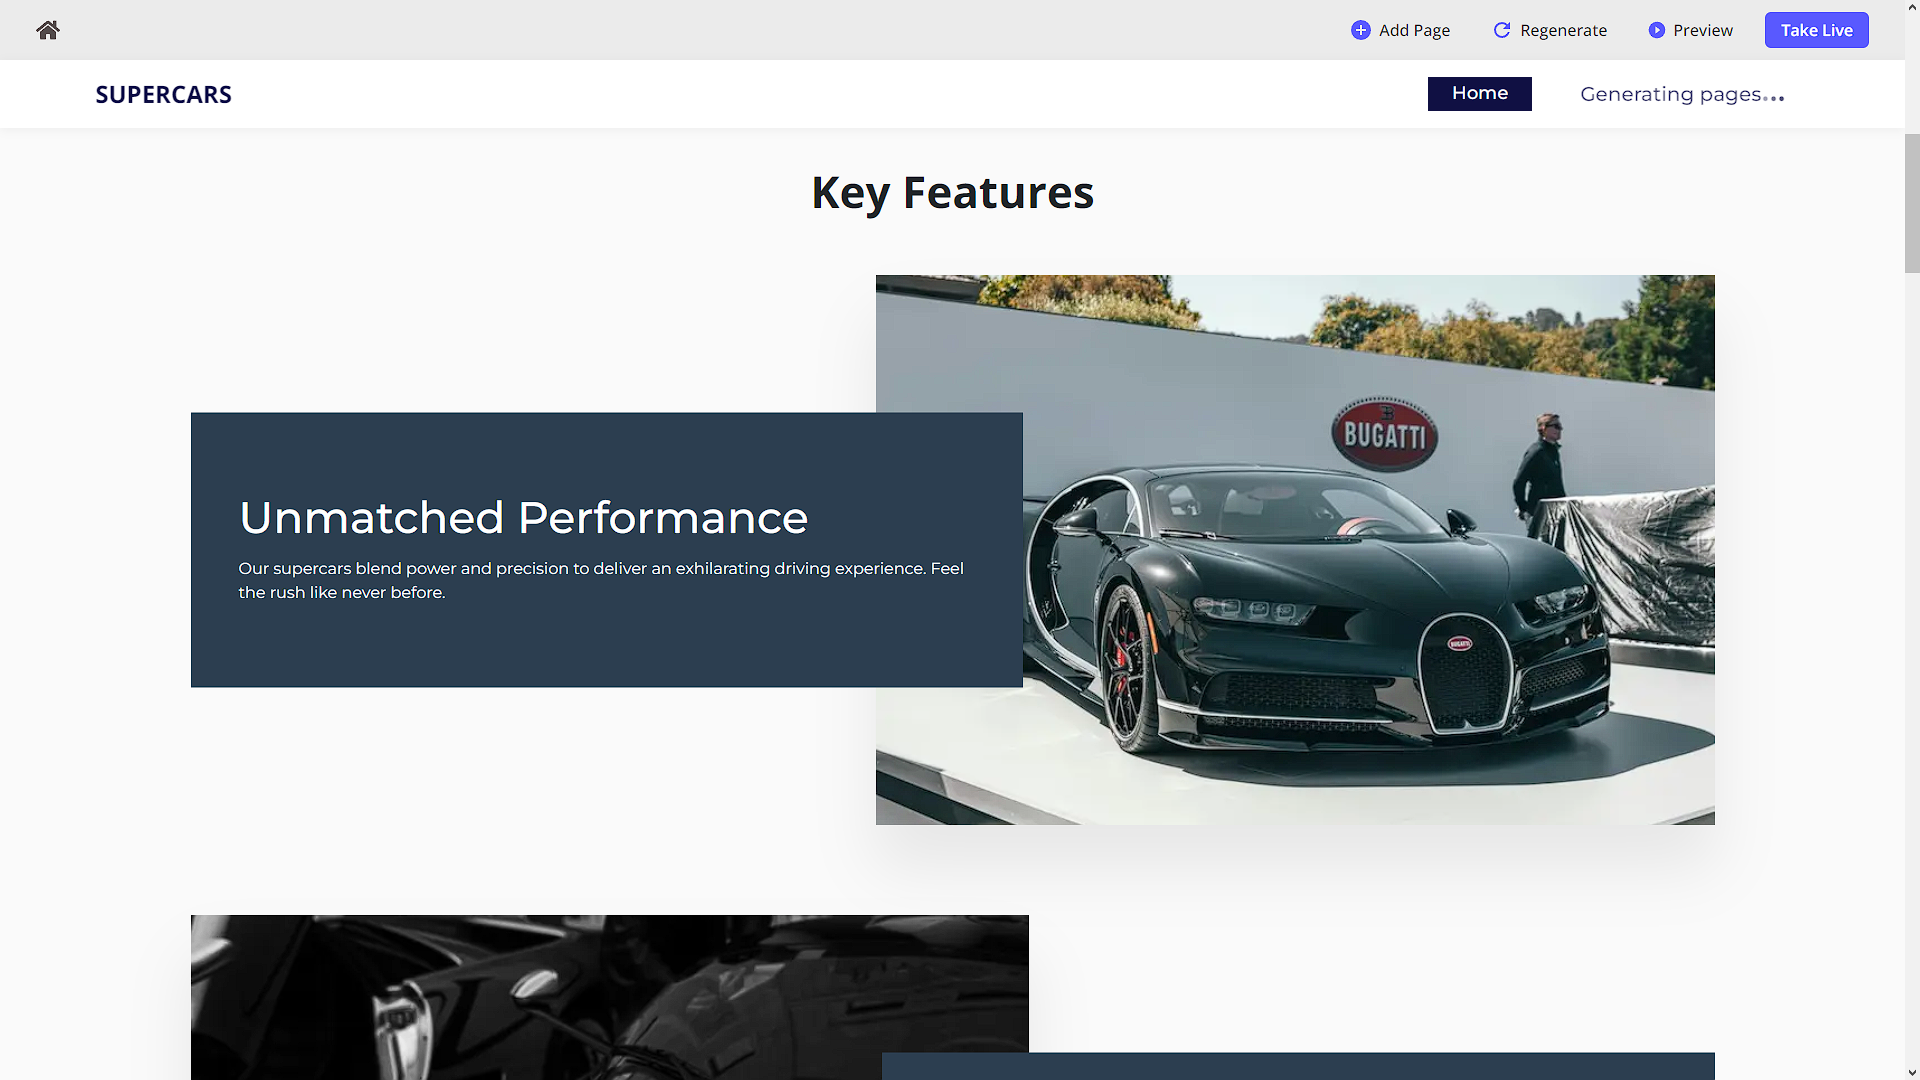 Add Page
Regenerate
Preview
Take Live
SUPERCARS
Home
Generating pages...
Key Features
BUGATTI
Unmatched Performance
Our supercars blend power and precision to deliver an exhilarating driving experience. Feel
the rush like never before.
BUGATTI